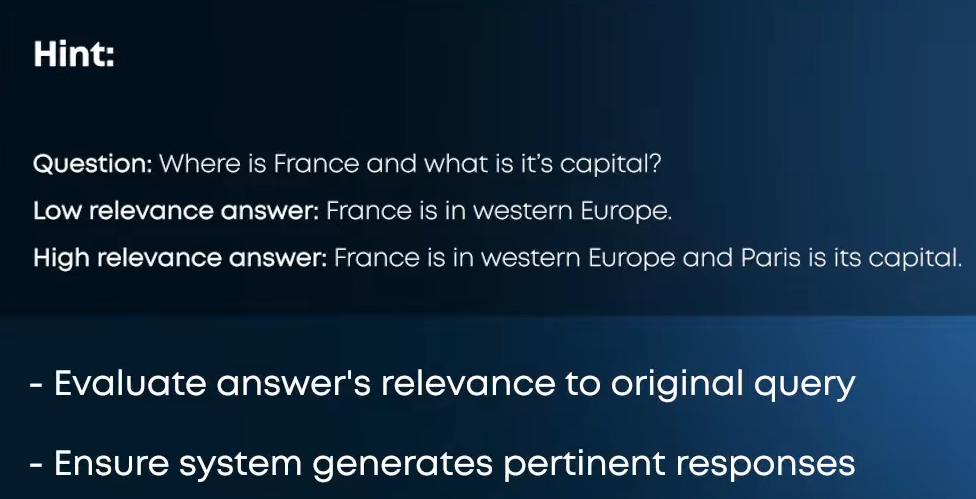 Hint:
Question: Where is France and what is it’s capital?
Low relevance answer: France is in western Europe.
High relevance answer: France is in western Europe and Paris is its capital.
- Evaluate answer's relevance to original query
- Ensure system generates pertinent responses